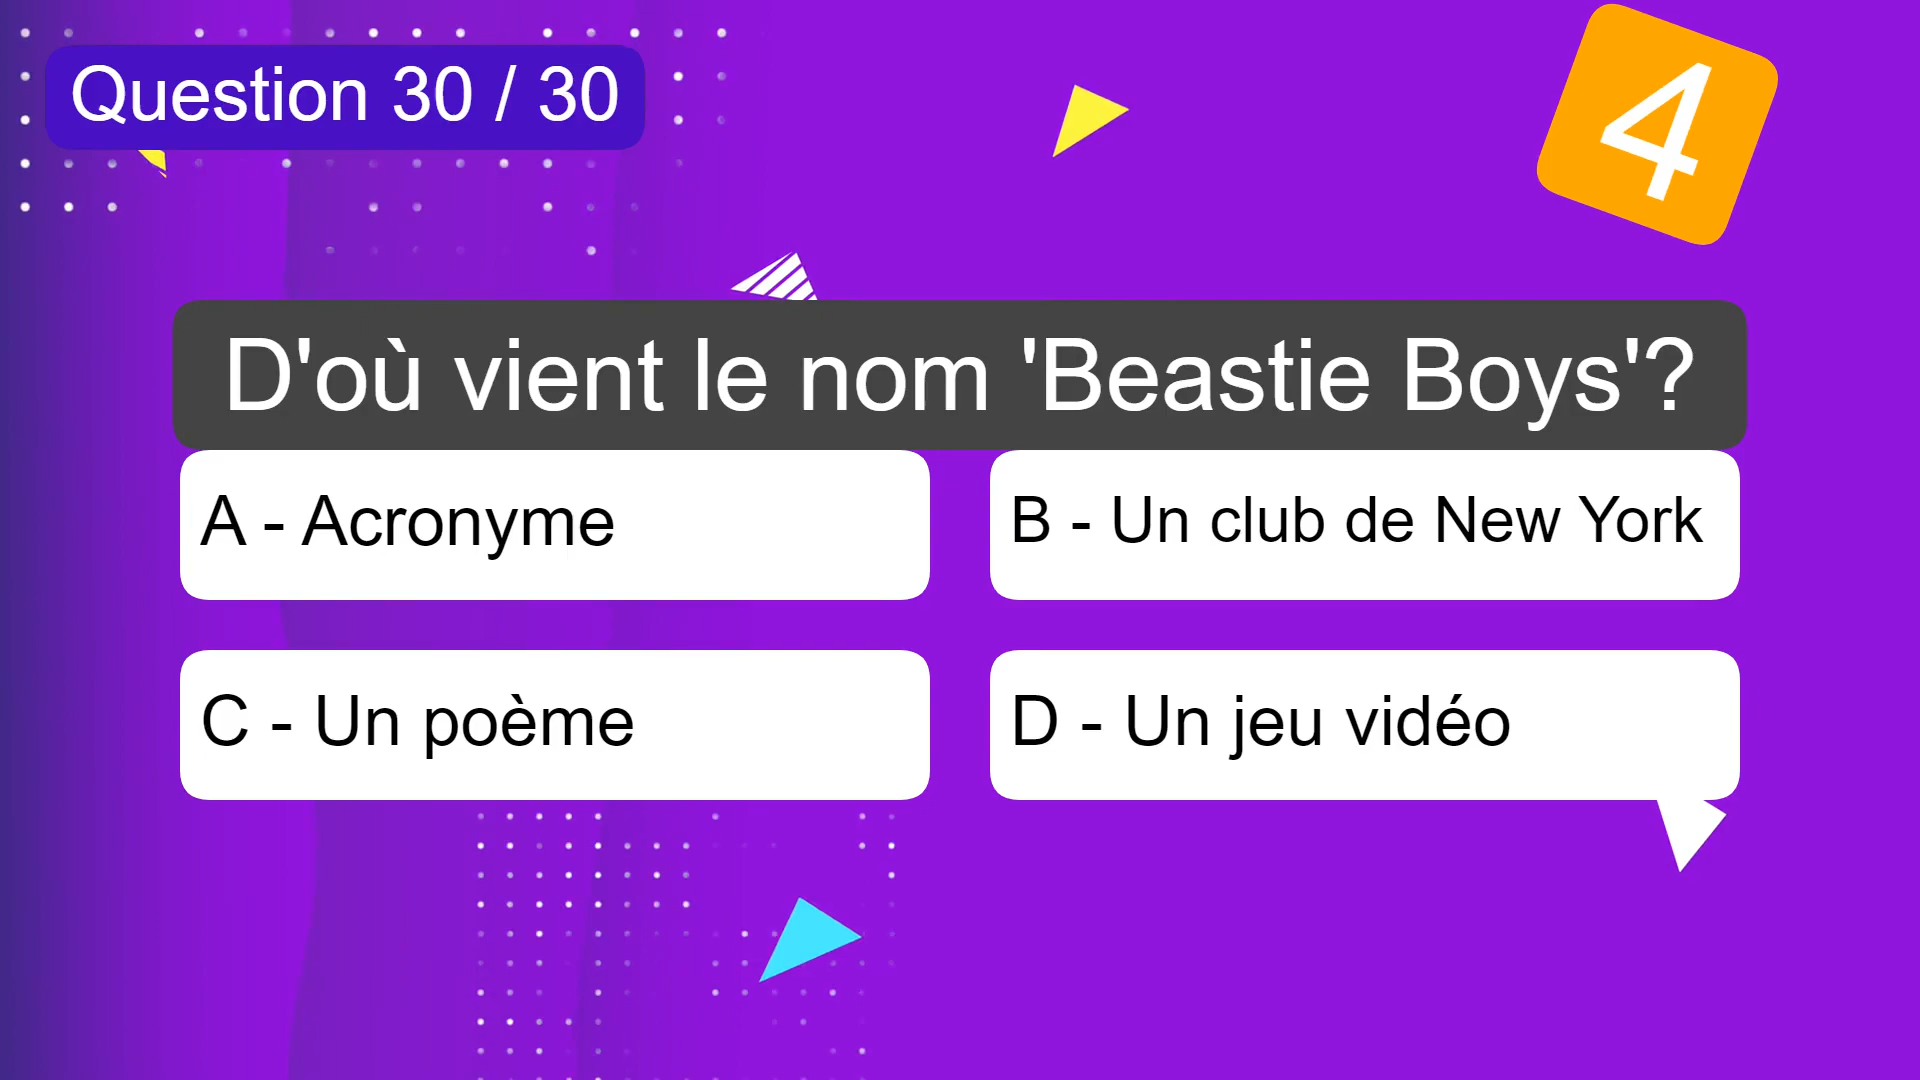 Question 30 / 30
4
D'où vient le nom 'Beastie Boys'?
A - Acronyme
B - Un club de New York
C - Un poème
D - Un jeu vidéo